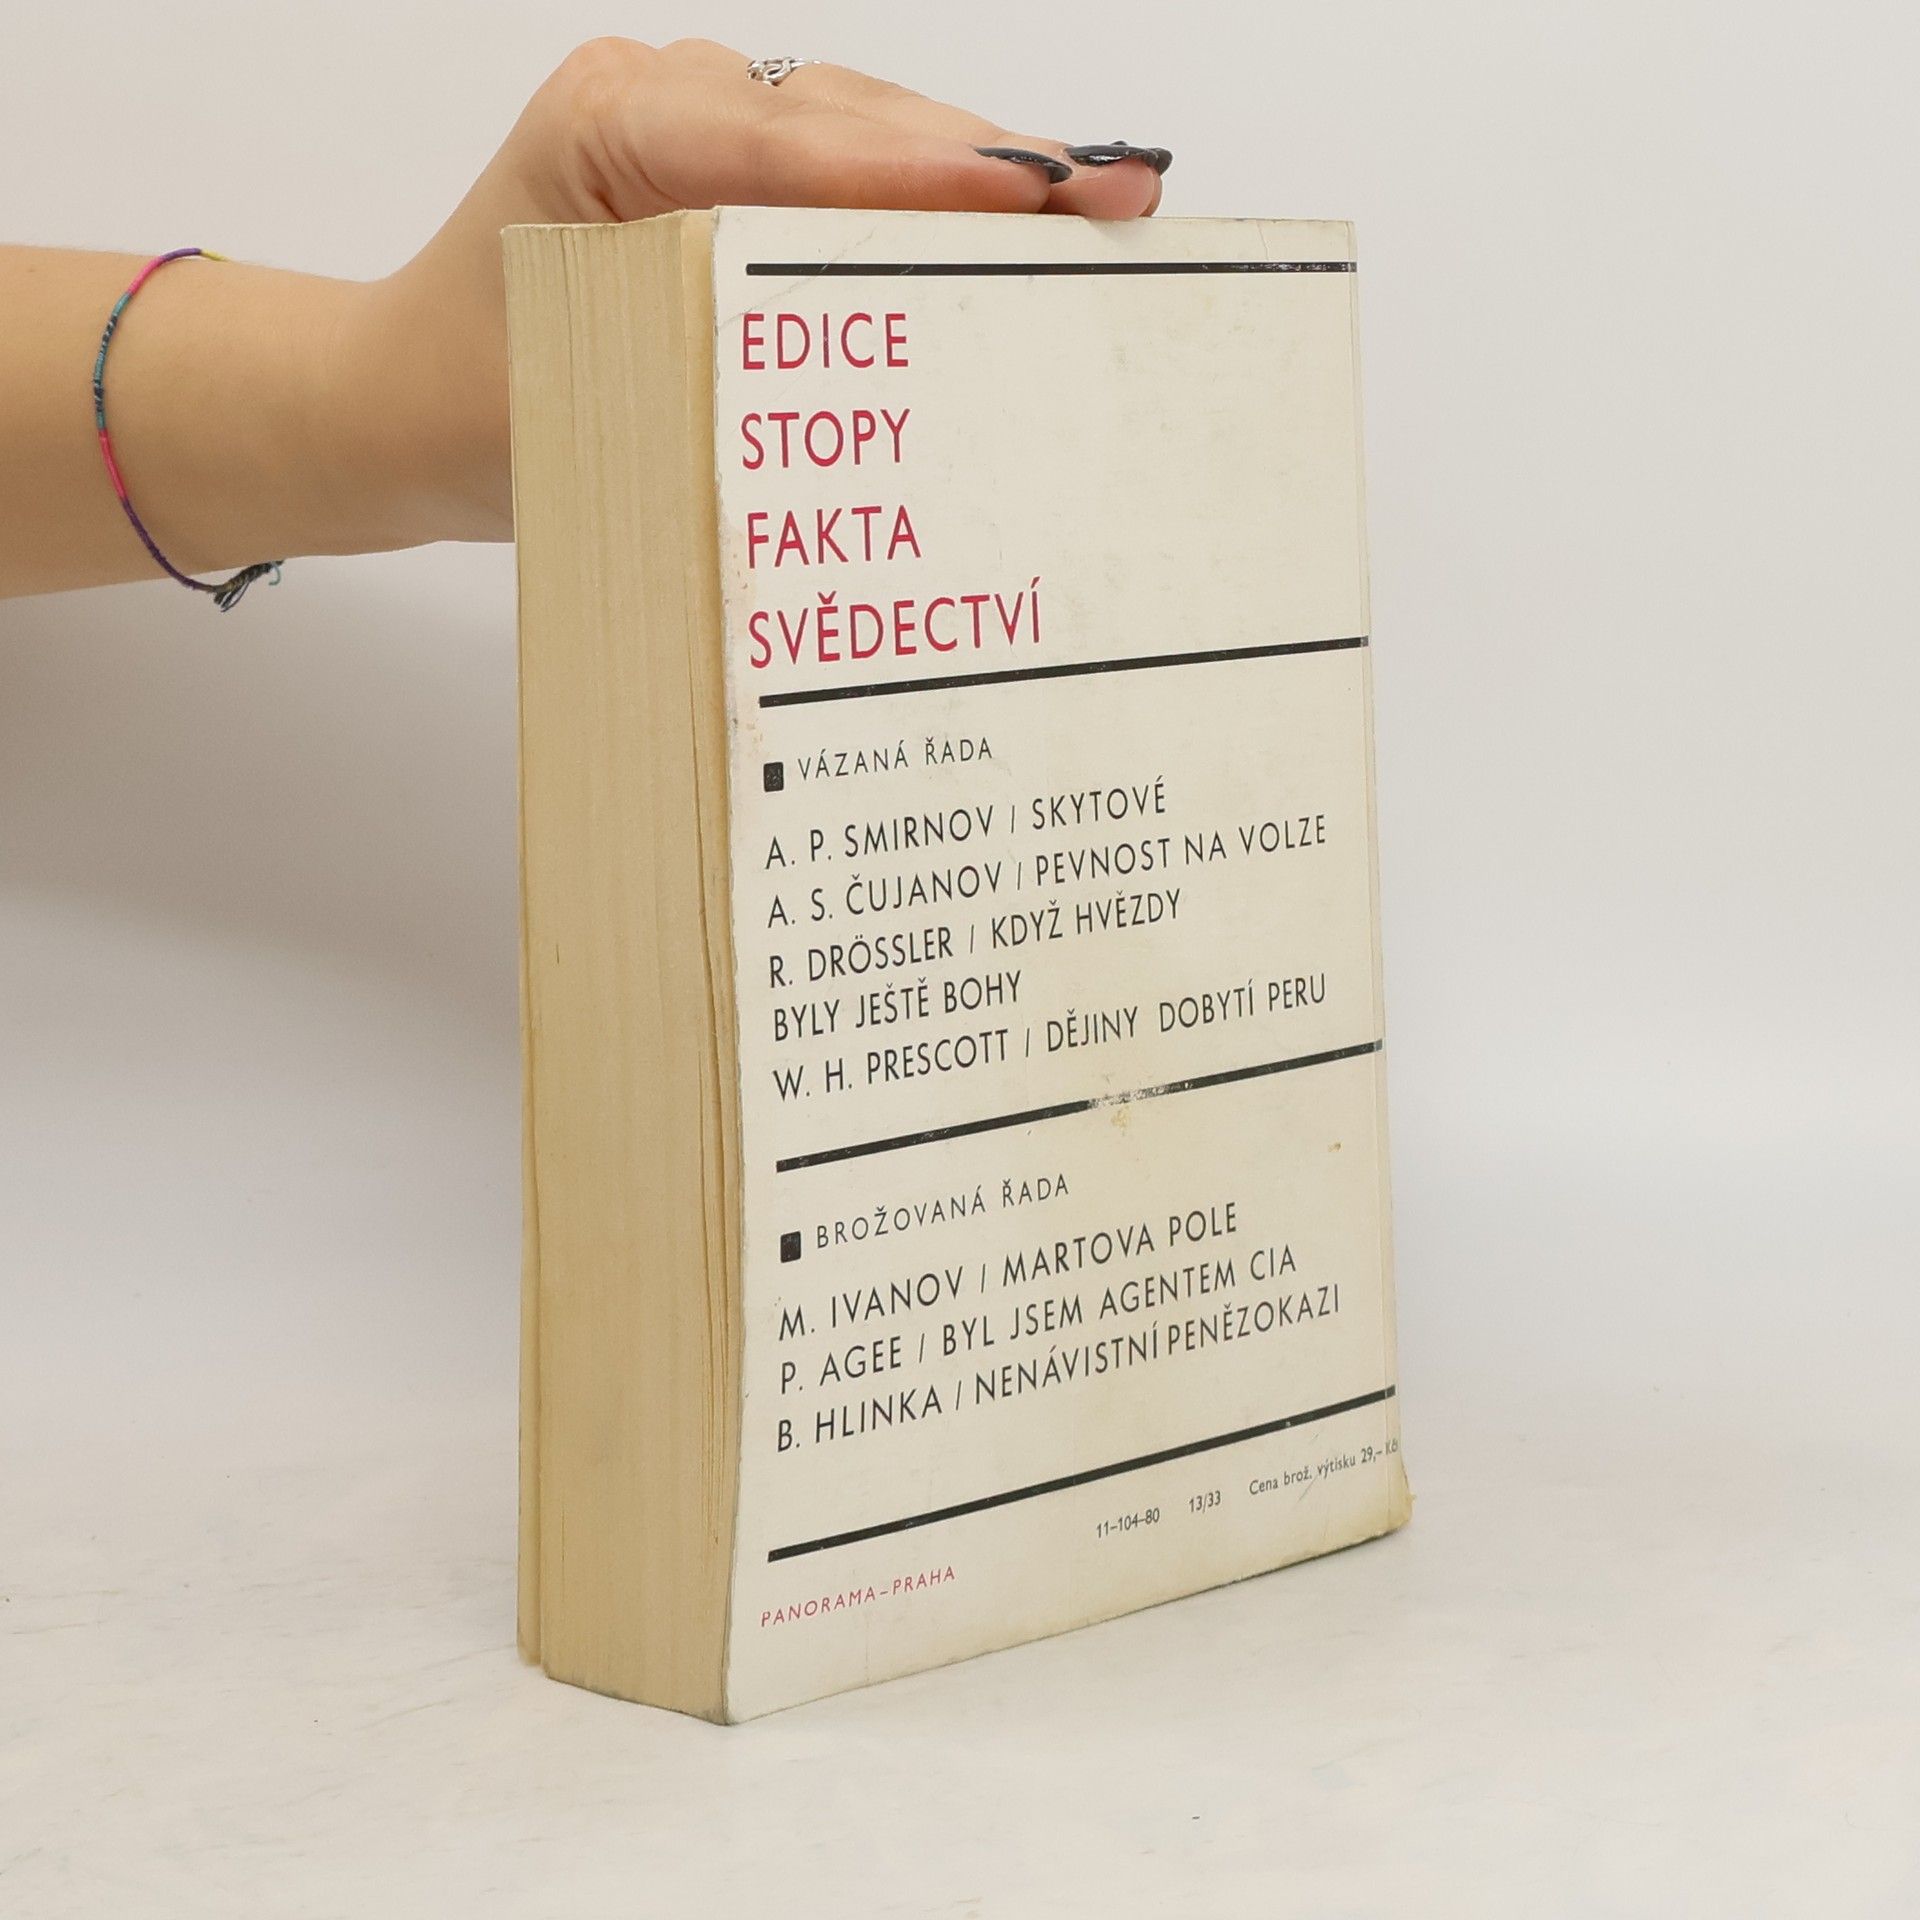 EDICE
STOPY
FAKTA
SVĚDECTVÍ
VÁZANÁ ŘADA
A. P. SMIRNOV / SKYTOVÉ
A. S. ČUJANOV / PEVNOST NA VOLZE
R. DRÖSSLER / KDYŽ HVĚZDY
BYLY JEŠTĚ BOHY
W. H. PRESCOTT / DĚJINY DOBYTÍ PERU
BROŽOVANÁ ŘADA
M. IVANOV / MARTOVA POLE
P. AGEE / BYL JSEM AGENTEM CIA
B. HLINKA / NENÁVISTNÍ PENĚZOKAZI
11–104–80 13/33 Cena brož. výtisku 29,– Kčs
PANORAMA–PRAHA